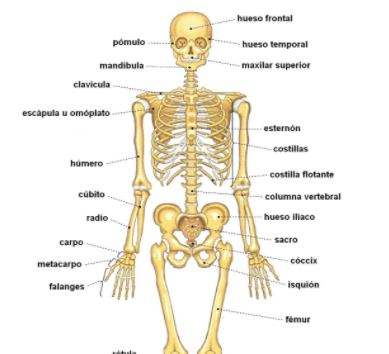 hueso frontal
pómulo
hueso temporal
mandíbula
maxilar superior
clavícula
escápula u omóplato
esternón
costillas
húmero
costilla flotante
cúbito
columna vertebral
radio
hueso ilíaco
carpo
sacro
metacarpo
cóccix
falanges
isquión
fémur
rótula